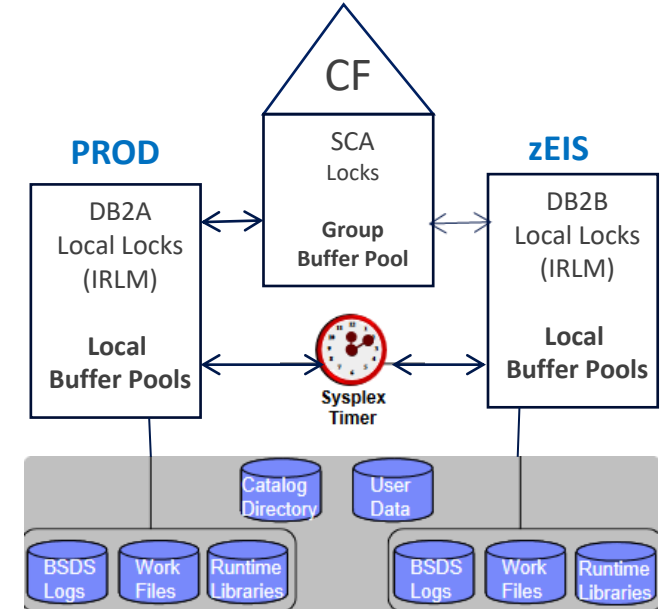 CF
SCA
Locks
Group
Buffer Pool
PROD
DB2A
Local Locks
(IRLM)
Local
Buffer Pools
zEIS
DB2B
Local Locks
(IRLM)
Local
Buffer Pools
Sysplex
Timer
Catalog
Directory
User
Data
BSDS
Logs
Work
Files
Runtime
Libraries
BSDS
Logs
Work
Files
Runtime
Libraries